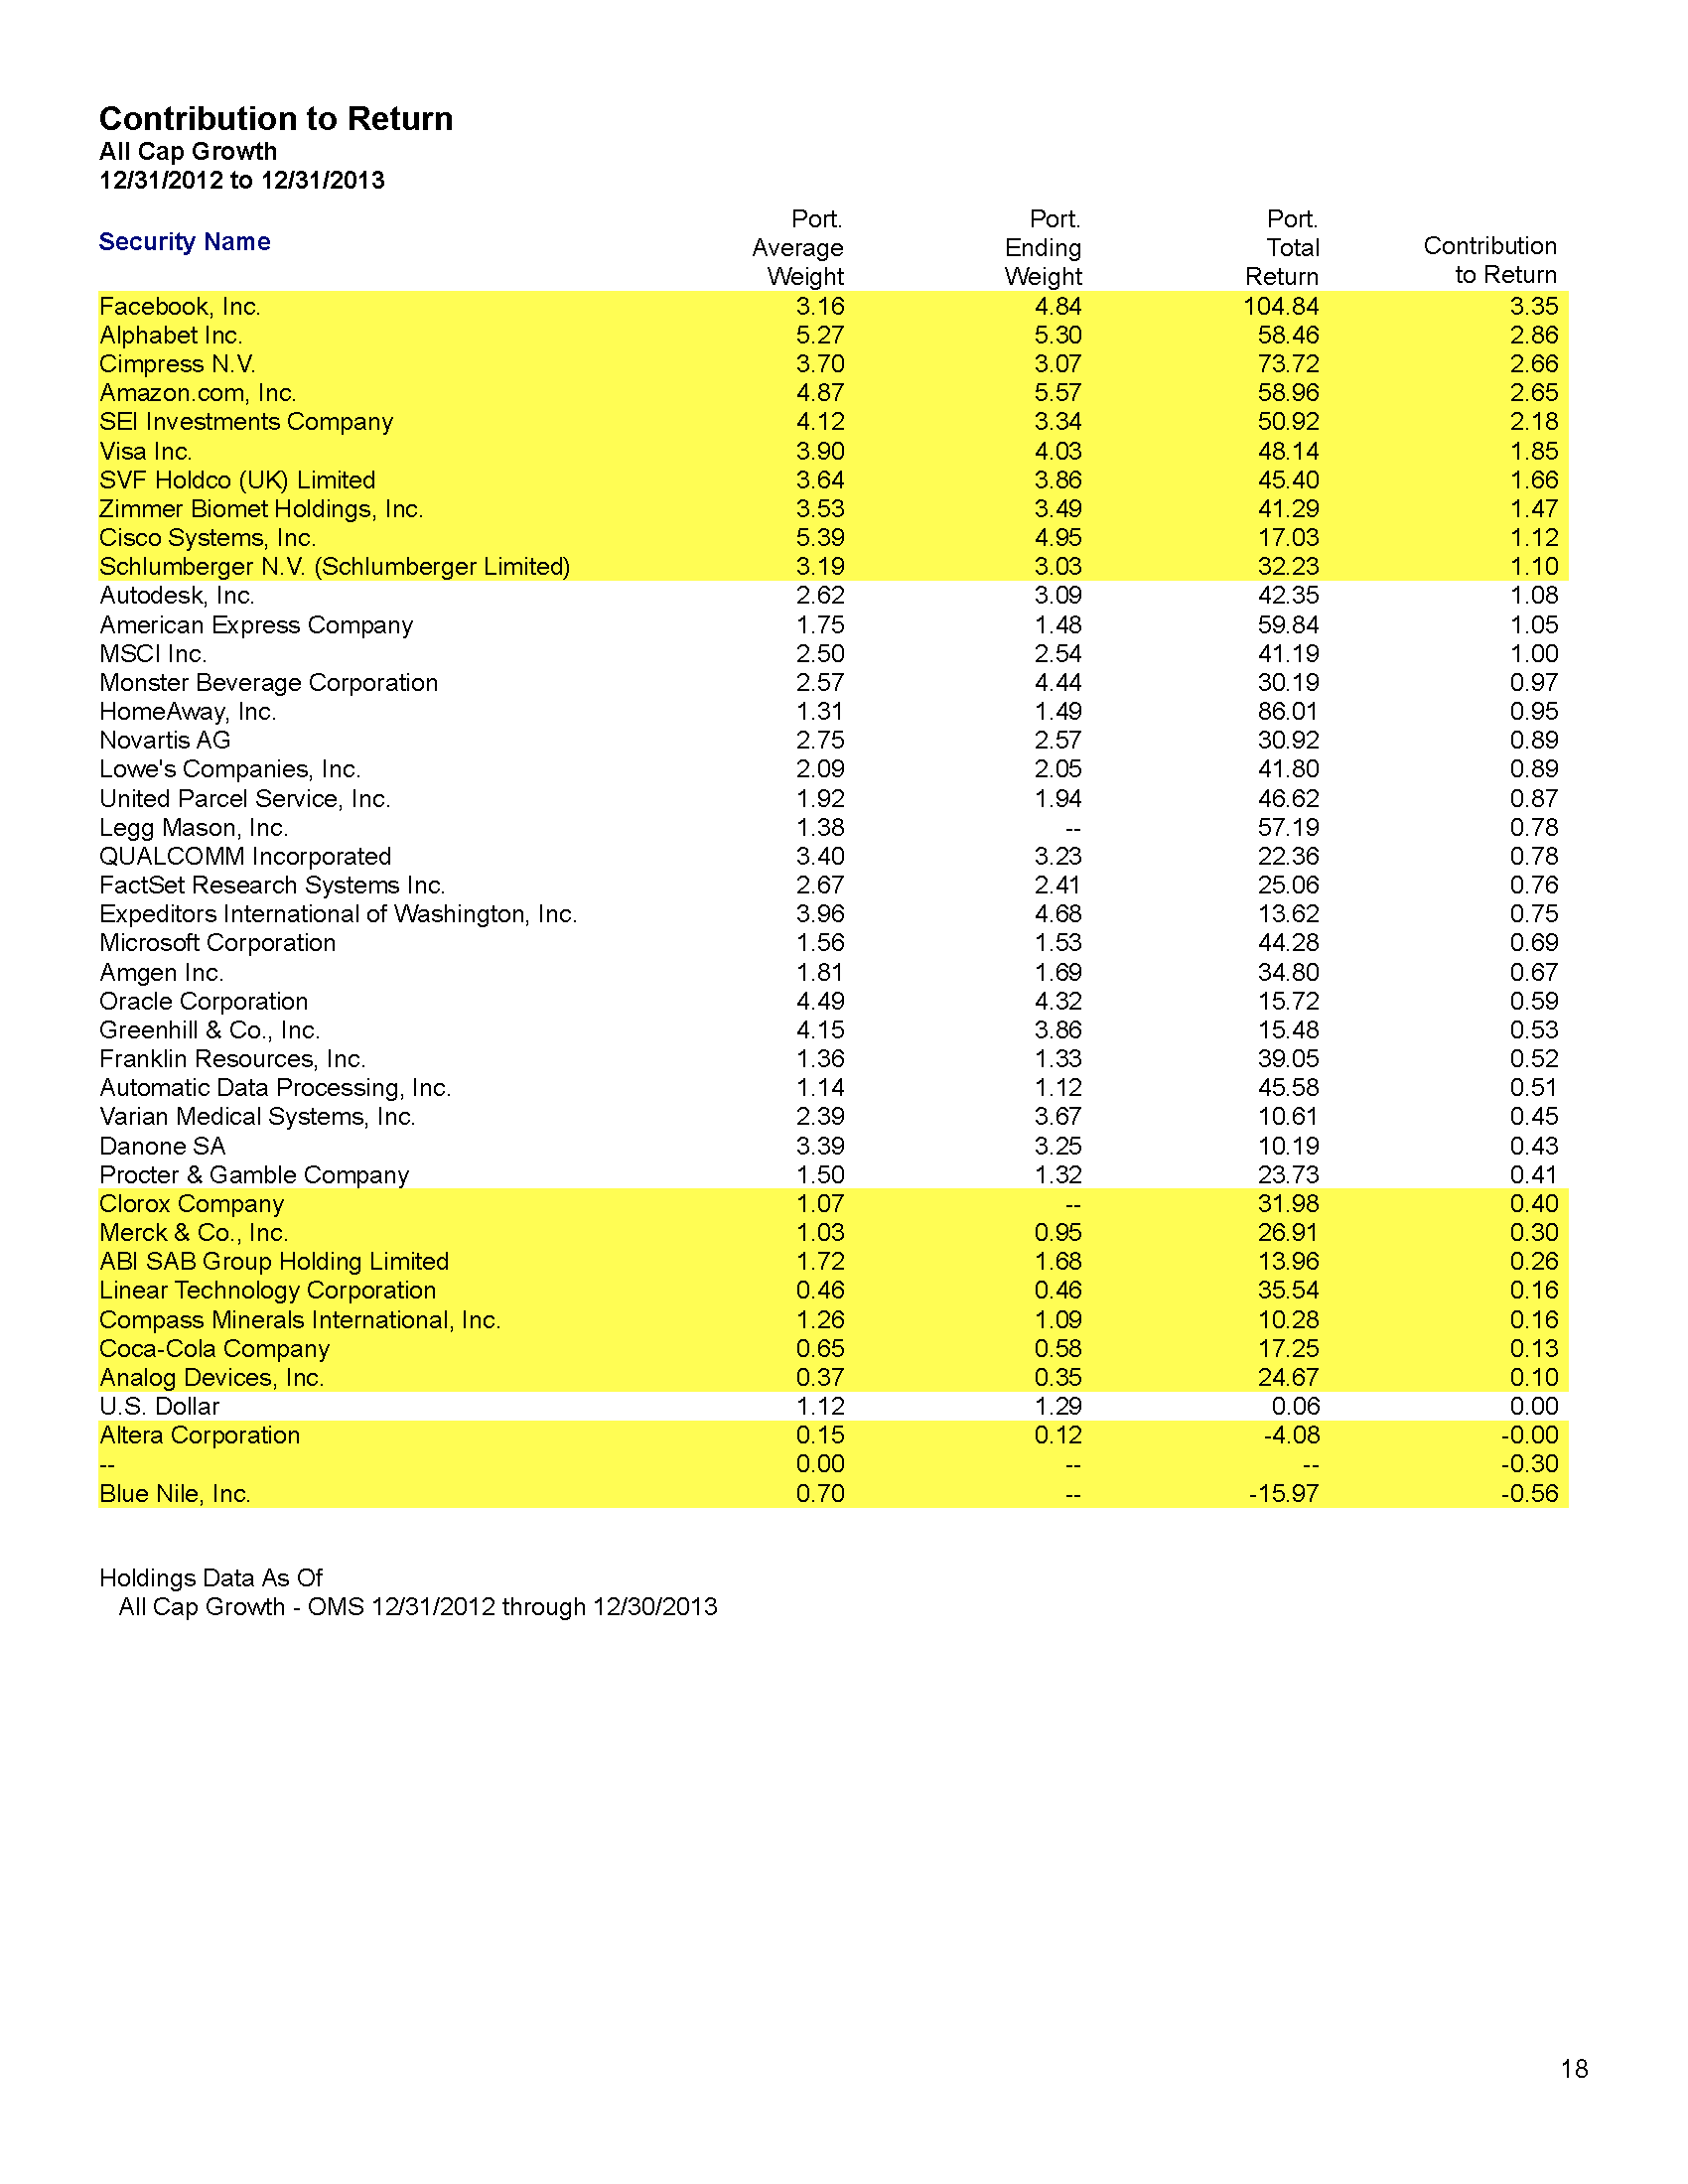 Contribution to Return
All Cap Growth
12/31/2012 to 12/31/2013
Security Name Port. Average Weight Port. Ending Weight Port. Total Return Contribution to Return
Facebook, Inc. 3.16 4.84 104.84 3.35
Alphabet Inc. 5.27 5.30 58.46 2.86
Cimpress N.V. 3.70 3.07 73.72 2.66
Amazon.com, Inc. 4.87 5.57 58.96 2.65
SEI Investments Company 4.12 3.34 50.92 2.18
Visa Inc. 3.90 4.03 48.14 1.85
SVF Holdco (UK) Limited 3.64 3.86 45.40 1.66
Zimmer Biomet Holdings, Inc. 3.53 3.49 41.29 1.47
Cisco Systems, Inc. 5.39 4.95 17.03 1.12
Schlumberger N.V. (Schlumberger Limited) 3.19 3.03 32.23 1.10
Autodesk, Inc. 2.62 3.09 42.35 1.08
American Express Company 1.75 1.48 59.84 1.05
MSCI Inc. 2.50 2.54 41.19 1.00
Monster Beverage Corporation 2.57 4.44 30.19 0.97
HomeAway, Inc. 1.31 1.49 86.01 0.95
Novartis AG 2.75 2.57 30.92 0.89
Lowe's Companies, Inc. 2.09 2.05 41.80 0.89
United Parcel Service, Inc. 1.92 1.94 46.62 0.87
Legg Mason, Inc. 1.38 -- 57.19 0.78
QUALCOMM Incorporated 3.40 3.23 22.36 0.78
FactSet Research Systems Inc. 2.67 2.41 25.06 0.76
Expeditors International of Washington, Inc. 3.96 4.68 13.62 0.75
Microsoft Corporation 1.56 1.53 44.28 0.69
Amgen Inc. 1.81 1.69 34.80 0.67
Oracle Corporation 4.49 4.32 15.72 0.59
Greenhill & Co., Inc. 4.15 3.86 15.48 0.53
Franklin Resources, Inc. 1.36 1.33 39.05 0.52
Automatic Data Processing, Inc. 1.14 1.12 45.58 0.51
Varian Medical Systems, Inc. 2.39 3.67 10.61 0.45
Danone SA 3.39 3.25 10.19 0.43
Procter & Gamble Company 1.50 1.32 23.73 0.41
Clorox Company 1.07 -- 31.98 0.40
Merck & Co., Inc. 1.03 0.95 26.91 0.30
ABI SAB Group Holding Limited 1.72 1.68 13.96 0.26
Linear Technology Corporation 0.46 0.46 35.54 0.16
Compass Minerals International, Inc. 1.26 1.09 10.28 0.16
Coca-Cola Company 0.65 0.58 17.25 0.13
Analog Devices, Inc. 0.37 0.35 24.67 0.10
U.S. Dollar 1.12 1.29 0.06 0.00
Altera Corporation 0.15 0.12 -4.08 -0.00
-- 0.00 -- -- -0.30
Blue Nile, Inc. 0.70 -- -15.97 -0.56
Holdings Data As Of
All Cap Growth - OMS 12/31/2012 through 12/30/2013
18